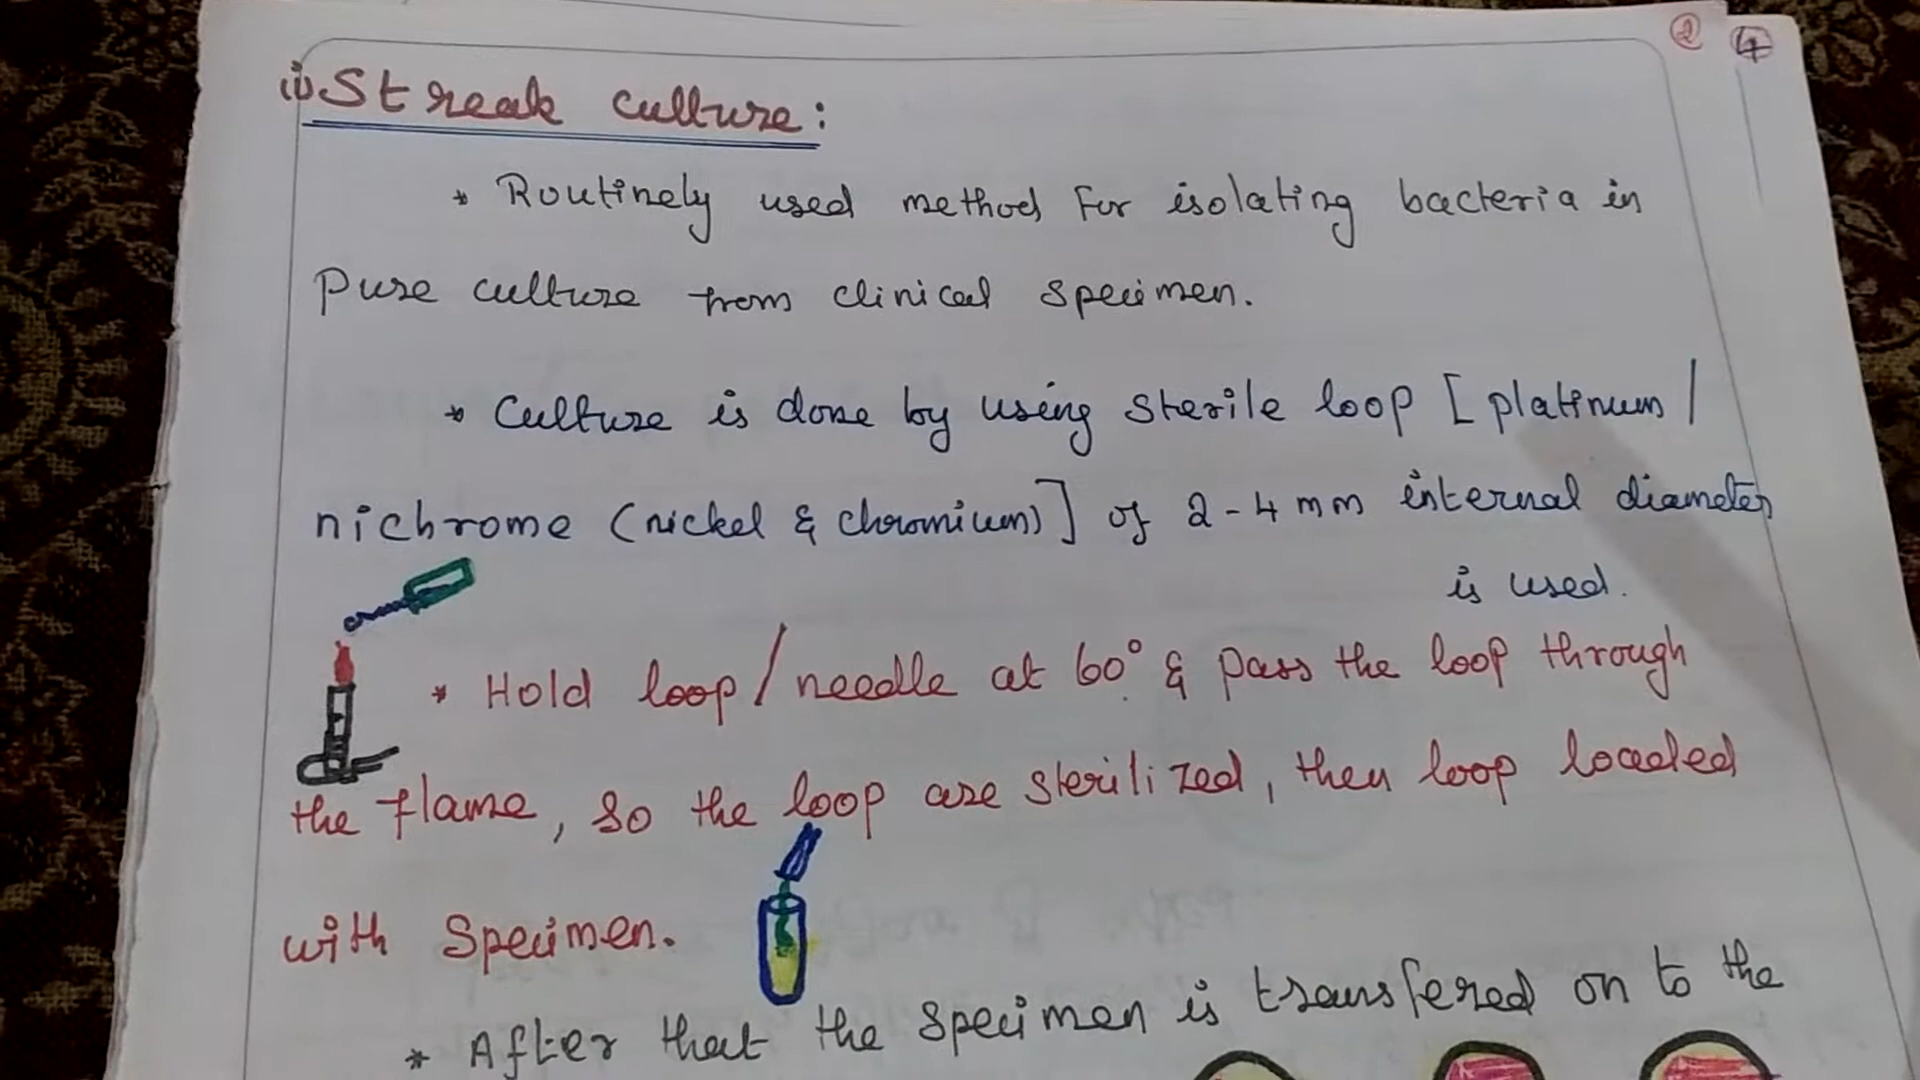 ② 4
i) Streak culture:
* Routinely used method for isolating bacteria in
Pure culture from clinical specimen.
* Culture is done by using sterile loop [platinum /
nichrome (nickel & chromium)] of 2-4 mm internal diameter
is used.
* Hold loop/needle at 60° & pass the loop through
the flame, so the loop are sterilized, then loop loaded
with specimen.
* After that the specimen is transfered on to the